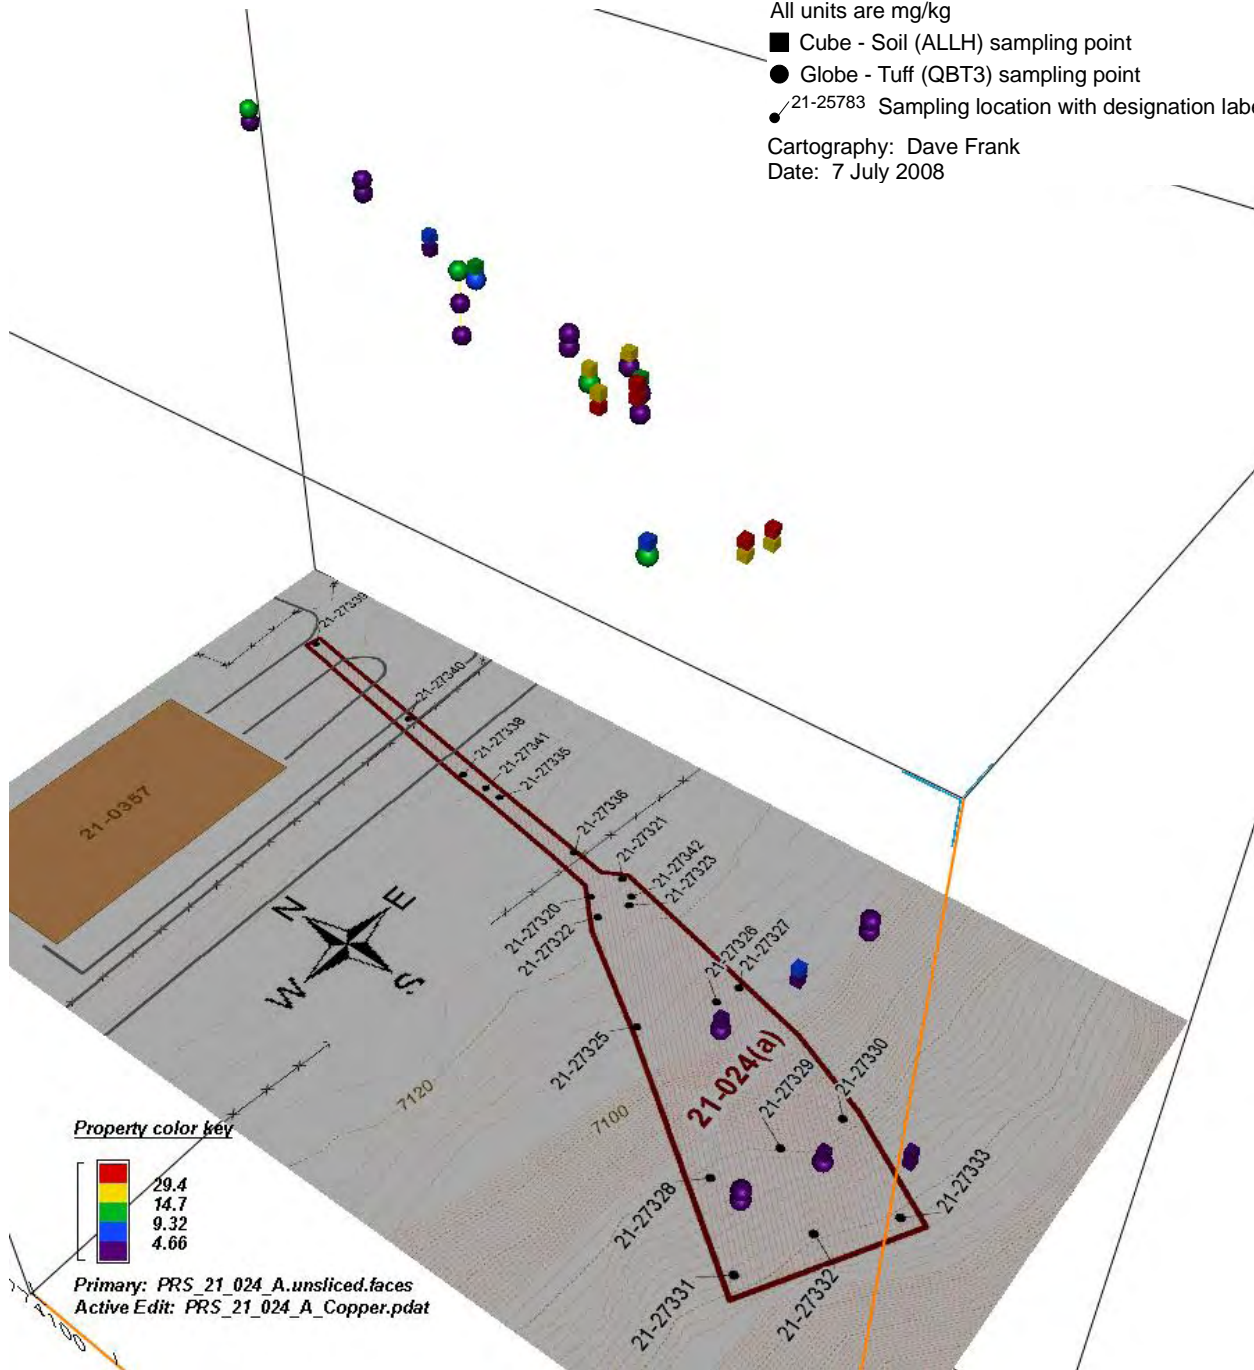 All units are mg/kg
Cube - Soil (ALLH) sampling point
Globe - Tuff (QBT3) sampling point
21-25783 Sampling location with designation labe
Cartography: Dave Frank
Date: 7 July 2008
21-27339
21-27340
21-27338
21-27341
21-27335
21-0357
21-27336
21-27321
21-27342
21-27323
N
E
W
S
21-27320
21-27322
21-27326
21-27327
21-27325
21-024(a)
21-27329
21-27330
7120
7100
21-27328
21-27333
21-27331
21-27332
Property color key
29.4
14.7
9.32
4.66
Primary: PRS_21_024_A.unsliced.faces
Active Edit: PRS_21_024_A_Copper.pdat